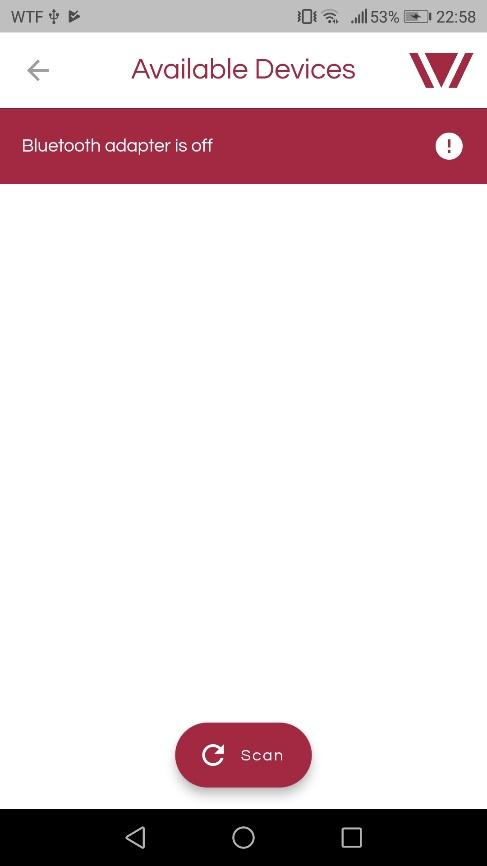 WTF 53% 22:58
Available Devices
Bluetooth adapter is off
Scan